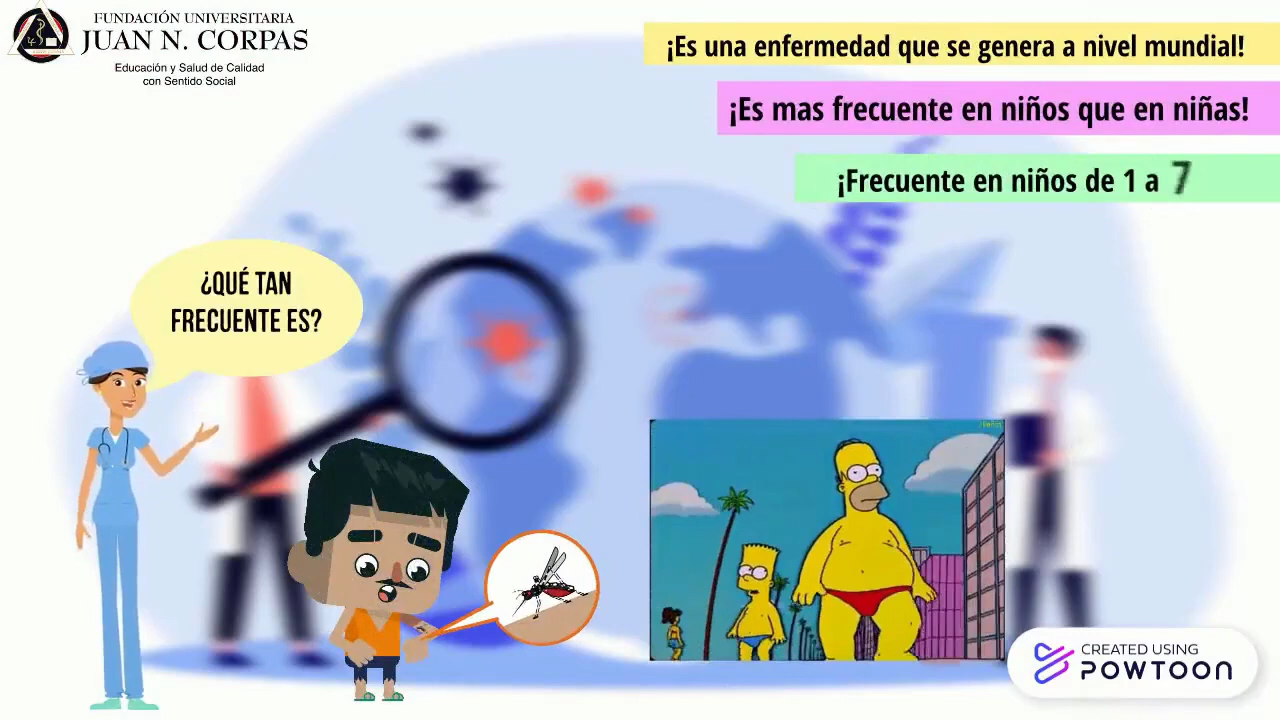 FUNDACIÓN UNIVERSITARIA
JUAN N. CORPAS
Educación y Salud de Calidad
con Sentido Social
¡Es una enfermedad que se genera a nivel mundial!
¡Es mas frecuente en niños que en niñas!
¡Frecuente en niños de 1 a 7
¿QUÉ TAN
FRECUENTE ES?
CREATED USING
POWTOON